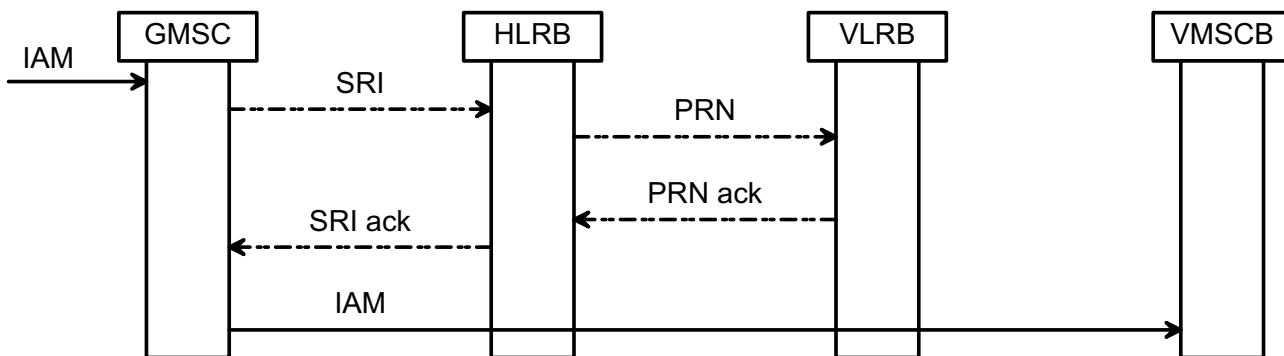 GMSC
HLRB
VLRB
VMSCB
IAM
SRI
PRN
PRN ack
SRI ack
IAM